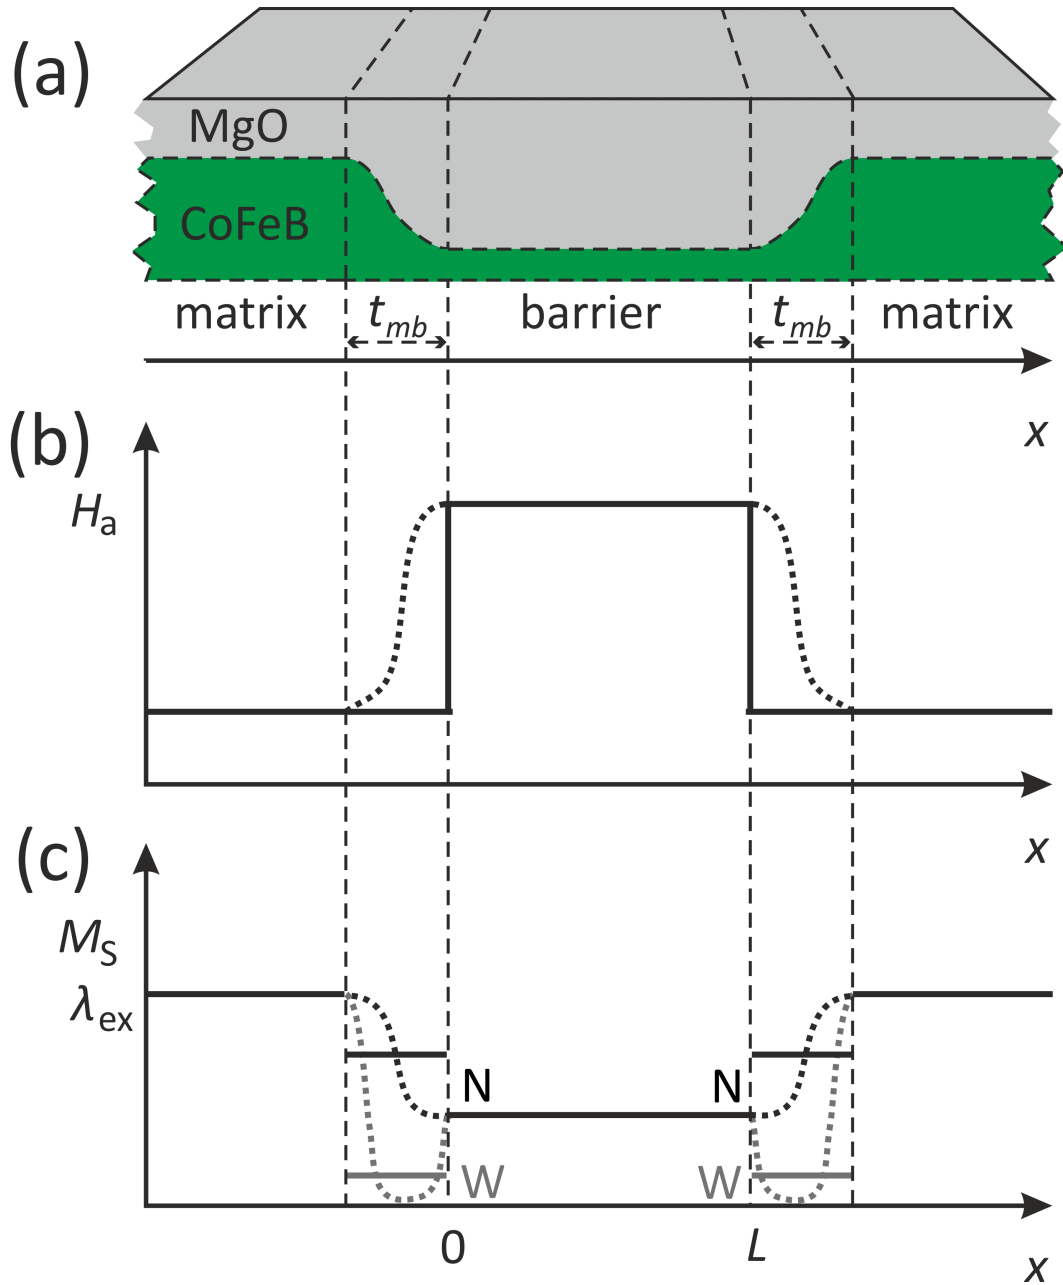 (a)
MgO
CoFeB
matrix t_mb barrier t_mb matrix
x
(b)
H_a
x
(c)
M_S
λ_ex
N N
W W
0 L
x